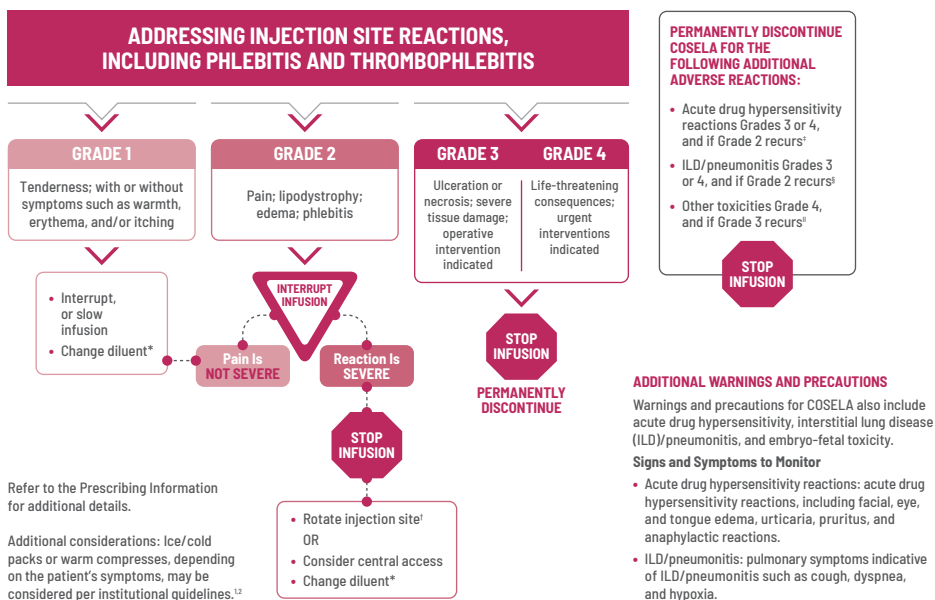 ADDRESSING INJECTION SITE REACTIONS,
INCLUDING PHLEBITIS AND THROMBOPHLEBITIS
GRADE 1
Tenderness; with or without
symptoms such as warmth,
erythema, and/or itching
• Interrupt,
or slow
infusion
• Change diluent*
GRADE 2
Pain; lipodystrophy;
edema; phlebitis
INTERRUPT
INFUSION
Pain Is
NOT SEVERE
Reaction Is
SEVERE
STOP
INFUSION
• Rotate injection site†
OR
• Consider central access
• Change diluent*
GRADE 3
Ulceration or
necrosis; severe
tissue damage;
operative
intervention
indicated
GRADE 4
Life-threatening
consequences;
urgent
interventions
indicated
STOP
INFUSION
PERMANENTLY
DISCONTINUE
Refer to the Prescribing Information
for additional details.
Additional considerations: Ice/cold
packs or warm compresses, depending
on the patient's symptoms, may be
considered per institutional guidelines.1,2
PERMANENTLY DISCONTINUE
COSELA FOR THE
FOLLOWING ADDITIONAL
ADVERSE REACTIONS:
• Acute drug hypersensitivity
reactions Grades 3 or 4,
and if Grade 2 recurs‡
• ILD/pneumonitis Grades 3
or 4, and if Grade 2 recurs§
• Other toxicities Grade 4,
and if Grade 3 recurs‖
STOP
INFUSION
ADDITIONAL WARNINGS AND PRECAUTIONS
Warnings and precautions for COSELA also include
acute drug hypersensitivity, interstitial lung disease
(ILD)/pneumonitis, and embryo-fetal toxicity.
Signs and Symptoms to Monitor
• Acute drug hypersensitivity reactions: acute drug
hypersensitivity reactions, including facial, eye,
and tongue edema, urticaria, pruritus, and
anaphylactic reactions.
• ILD/pneumonitis: pulmonary symptoms indicative
of ILD/pneumonitis such as cough, dyspnea,
and hypoxia.